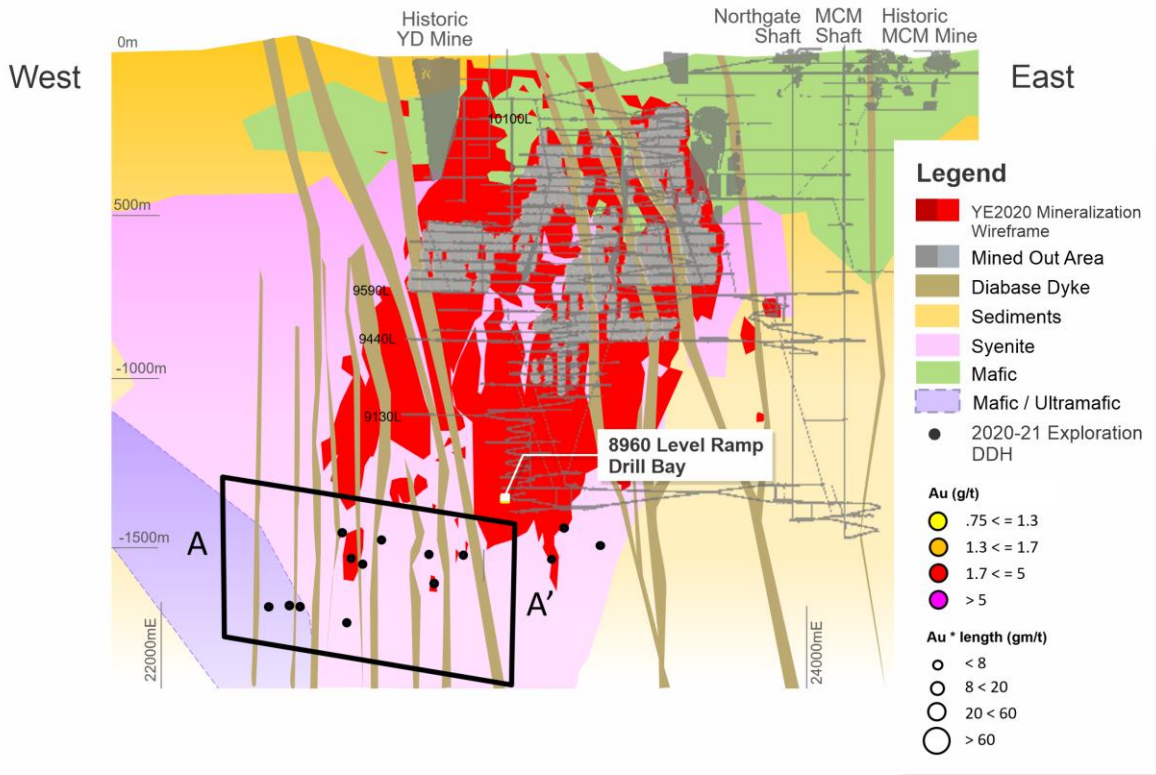 Historic
YD Mine
Northgate
Shaft
MCM
Shaft
Historic
MCM Mine
West
East
0m
500m
-1000m
-1500m
10100L
9590L
9440L
9130L
8960 Level Ramp
Drill Bay
A
A'
22000mE
24000mE
Legend
YE2020 Mineralization
Wireframe
Mined Out Area
Diabase Dyke
Sediments
Syenite
Mafic
Mafic / Ultramafic
2020-21 Exploration
DDH
Au (g/t)
.75 < = 1.3
1.3 < = 1.7
1.7 < = 5
> 5
Au * length (gm/t)
< 8
8 < 20
20 < 60
> 60